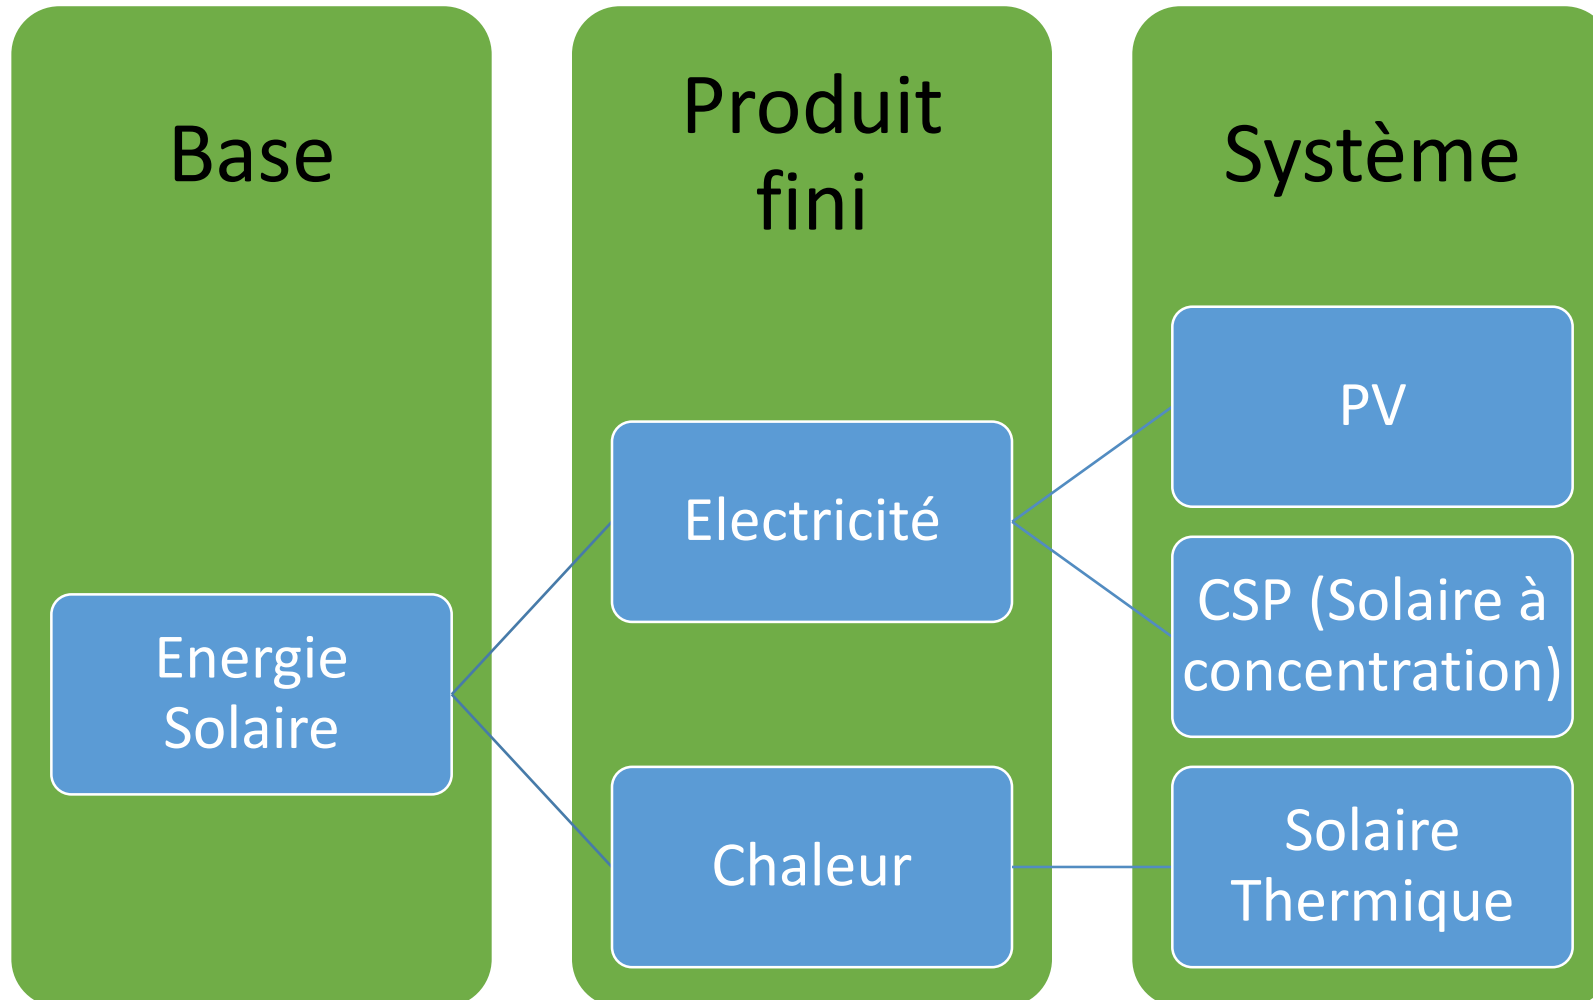 Base
Produit
fini
Système
Energie
Solaire
Electricité
Chaleur
PV
CSP (Solaire à
concentration)
Solaire
Thermique